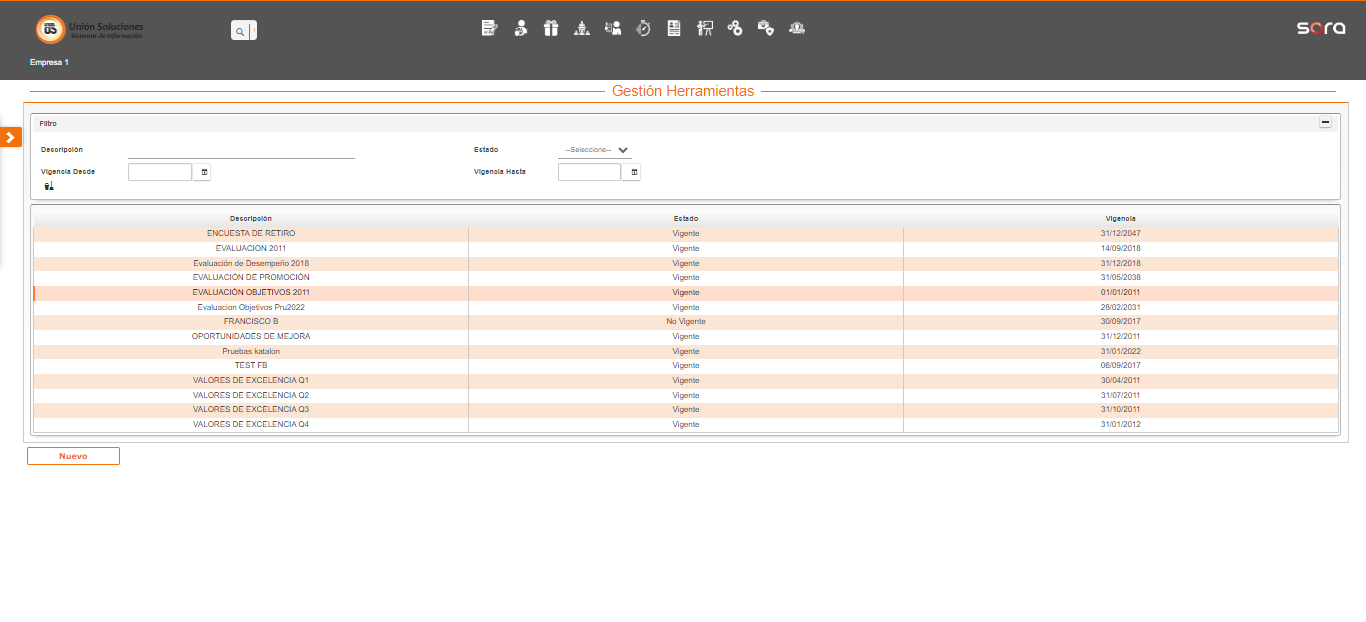 Unión Soluciones
Sistemas de Información
sora
Empresa 1
Gestión Herramientas
Filtro
Descripción
Estado
--Seleccione--
Vigencia Desde
Vigencia Hasta
Descripción Estado Vigencia
ENCUESTA DE RETIRO Vigente 31/12/2047
EVALUACION 2011 Vigente 14/09/2018
Evaluación de Desempeño 2018 Vigente 31/12/2018
EVALUACIÓN DE PROMOCIÓN Vigente 31/05/2038
EVALUACIÓN OBJETIVOS 2011 Vigente 01/01/2011
Evaluacion Objetivos Pru2022 Vigente 28/02/2031
FRANCISCO B No Vigente 30/09/2017
OPORTUNIDADES DE MEJORA Vigente 31/12/2011
Pruebas katalon Vigente 31/01/2022
TEST FB Vigente 06/09/2017
VALORES DE EXCELENCIA Q1 Vigente 30/04/2011
VALORES DE EXCELENCIA Q2 Vigente 31/07/2011
VALORES DE EXCELENCIA Q3 Vigente 31/10/2011
VALORES DE EXCELENCIA Q4 Vigente 31/01/2012
Nuevo